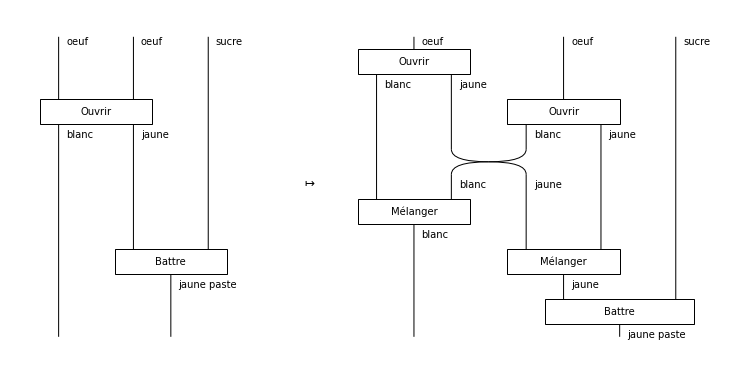 oeuf oeuf sucre
Ouvrir
blanc jaune
Battre
jaune paste
↦
oeuf oeuf sucre
Ouvrir
blanc jaune
Ouvrir
blanc jaune
blanc jaune
Mélanger
blanc
Mélanger
jaune
Battre
jaune paste